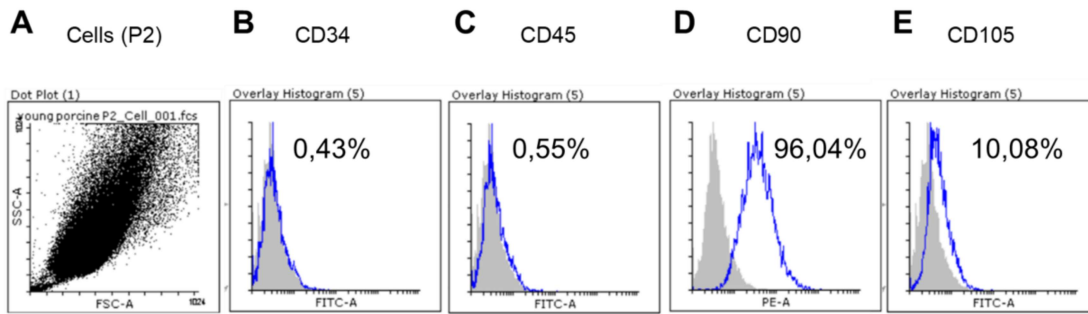 A Cells (P2) B CD34 C CD45 D CD90 E CD105
Dot Plot (1) Overlay Histogram (5) Overlay Histogram (5) Overlay Histogram (5) Overlay Histogram (5)
young porcine P2_Cell_001.fcs
1024
0,43% 0,55% 96,04% 10,08%
SSC-A
1024
FSC-A FITC-A FITC-A PE-A FITC-A